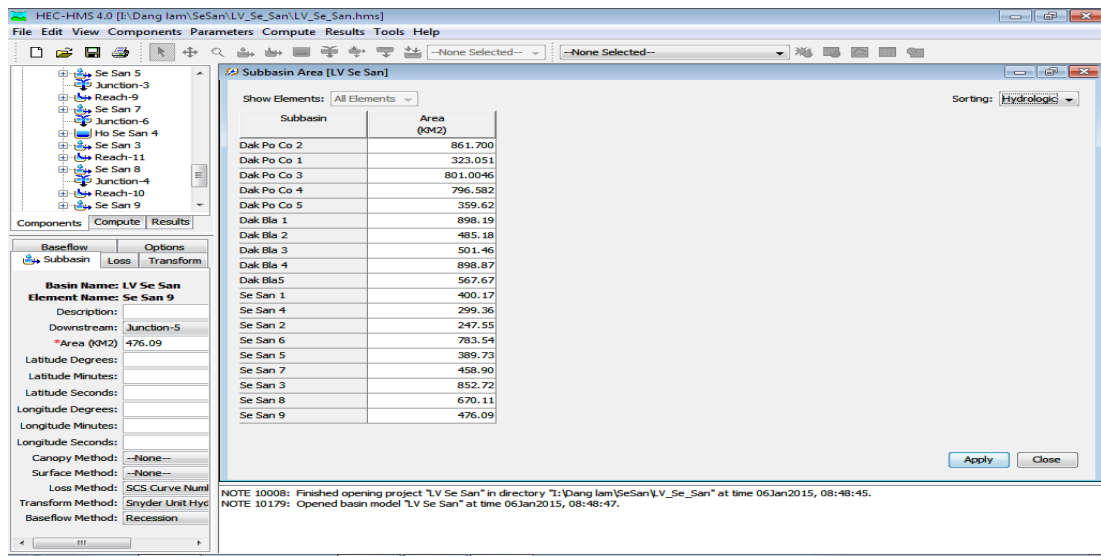 HEC-HMS 4.0 [I:\Dang lam\SeSan\LV_Se_San\LV_Se_San.hms]
File Edit View Components Parameters Compute Results Tools Help
--None Selected-- --None Selected--
Se San 5
Junction-3
Reach-9
Se San 7
Junction-6
Ho Se San 4
Se San 3
Reach-11
Se San 8
Junction-4
Reach-10
Se San 9
Components Compute Results
Baseflow Options
Subbasin Loss Transform
Basin Name: LV Se San
Element Name: Se San 9
Description:
Downstream: Junction-5
*Area (KM2) 476.09
Latitude Degrees:
Latitude Minutes:
Latitude Seconds:
Longitude Degrees:
Longitude Minutes:
Longitude Seconds:
Canopy Method: --None--
Surface Method: --None--
Loss Method: SCS Curve Numl
Transform Method: Snyder Unit Hyd
Baseflow Method: Recession
Subbasin Area [LV Se San]
Show Elements: All Elements
Sorting: Hydrologic
Subbasin Area (KM2)
Dak Po Co 2 861.700
Dak Po Co 1 323.051
Dak Po Co 3 801.0046
Dak Po Co 4 796.582
Dak Po Co 5 359.62
Dak Bla 1 898.19
Dak Bla 2 485.18
Dak Bla 3 501.46
Dak Bla 4 898.87
Dak Bla5 567.67
Se San 1 400.17
Se San 4 299.36
Se San 2 247.55
Se San 6 783.54
Se San 5 389.73
Se San 7 458.90
Se San 3 852.72
Se San 8 670.11
Se San 9 476.09
Apply Close
NOTE 10008: Finished opening project "LV Se San" in directory "I:\Dang lam\SeSan\LV_Se_San" at time 06Jan2015, 08:48:45.
NOTE 10179: Opened basin model "LV Se San" at time 06Jan2015, 08:48:47.